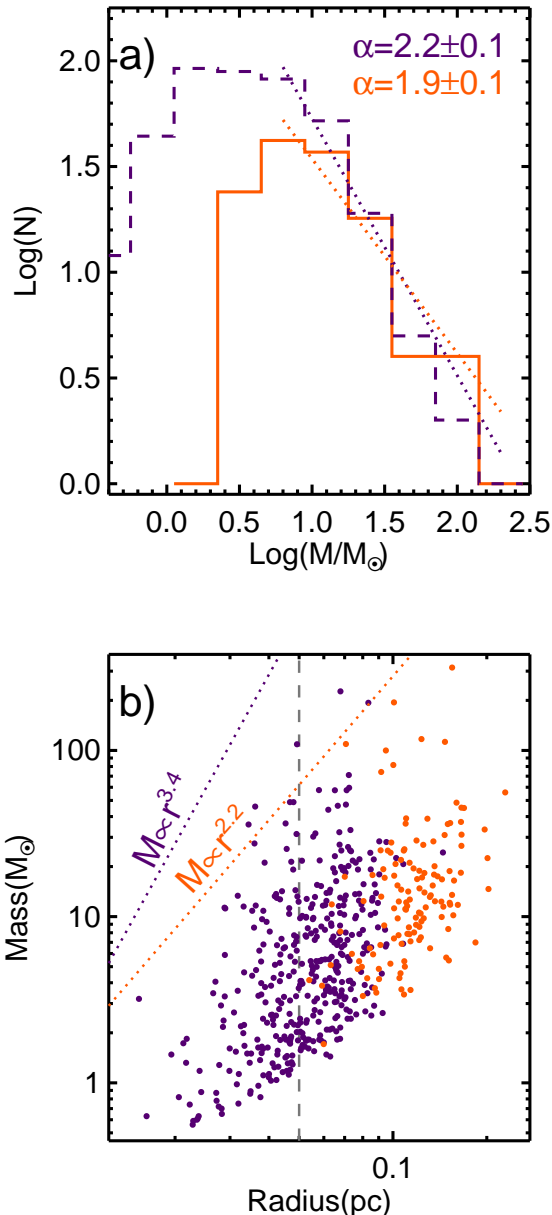 a)
α=2.2±0.1
α=1.9±0.1
2.0
1.5
1.0
0.5
0.0
Log(N)
0.0 0.5 1.0 1.5 2.0 2.5
Log(M/M☉)
b)
M∝r^3.4
M∝r^2.2
100
10
1
Mass(M☉)
0.1
Radius(pc)